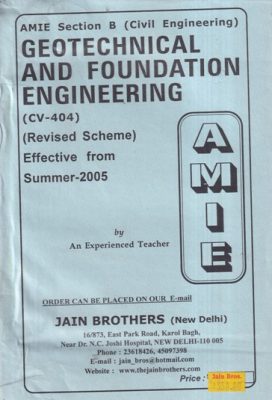 AMIE Section B (Civil Engineering)
GEOTECHNICAL
AND FOUNDATION
ENGINEERING
(CV-404)
(Revised Scheme)
Effective from
Summer-2005
AMIE
by
An Experienced Teacher
ORDER CAN BE PLACED ON OUR E-mail
JAIN BROTHERS (New Delhi)
16/873, East Park Road, Karol Bagh,
Near Dr. N.C. Joshi Hospital, NEW DELHI-110 005
Phone : 23618426, 45097398
E-mail : jain_bros@hotmail.com
Website : www.thejainbrothers.com
Price :
Jain Bros.